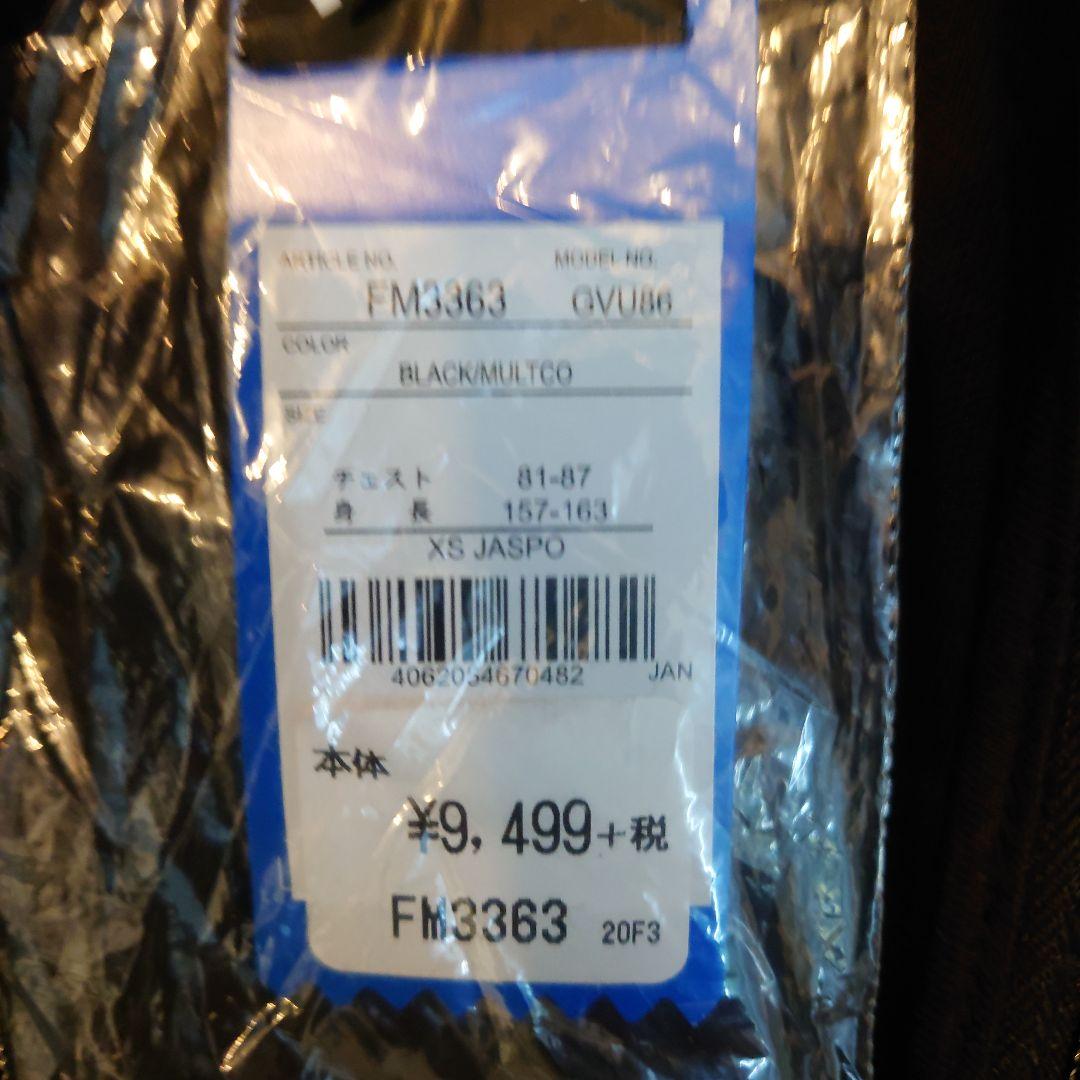 ARTICLE NO. MODEL NO.
FM3363 GVU86
COLOR
BLACK/MULTCO
SIZE
チェスト 81-87
身 長 157-163
XS JASPO
4062054670482 JAN
本体
¥9,499+税
FM3363 20F3